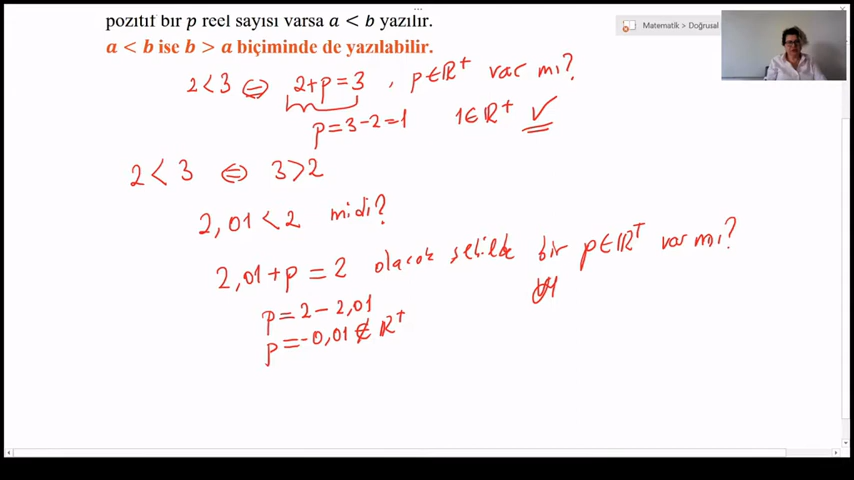 pozitif bir p reel sayısı varsa a < b yazılır.
a < b ise b > a biçiminde de yazılabilir.
Matematik > Doğrusal
2<3 ⇔ 2+p=3 , p∈ℝ⁺ var mı?
p=3-2=1 1∈ℝ⁺ ✓
2<3 ⇔ 3>2
2,01<2 midi?
2,01+p=2 olacak şekilde bir p∈ℝ⁺ var mı?
p=2-2,01
p=-0,01∉ℝ⁺